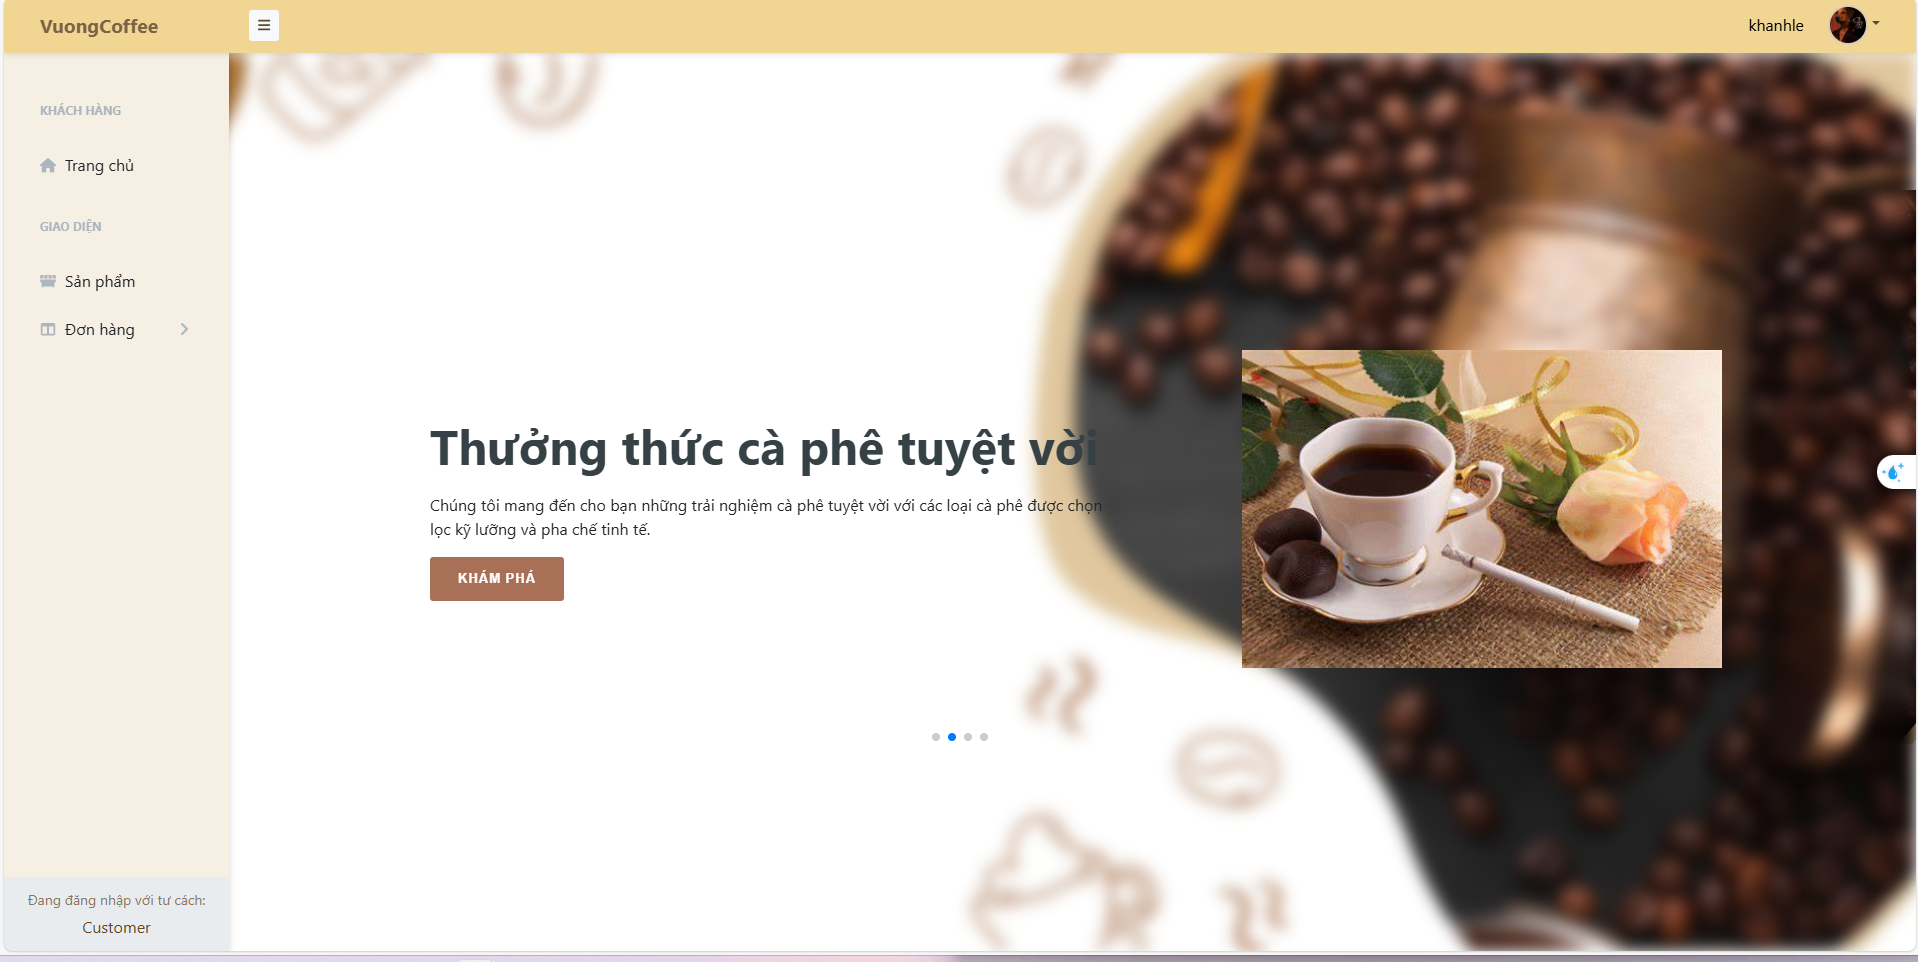 VuongCoffee
khanhle
KHÁCH HÀNG
Trang chủ
GIAO DIỆN
Sản phẩm
Đơn hàng
Thưởng thức cà phê tuyệt vời
Chúng tôi mang đến cho bạn những trải nghiệm cà phê tuyệt vời với các loại cà phê được chọn
lọc kỹ lưỡng và pha chế tinh tế.
KHÁM PHÁ
Đang đăng nhập với tư cách:
Customer